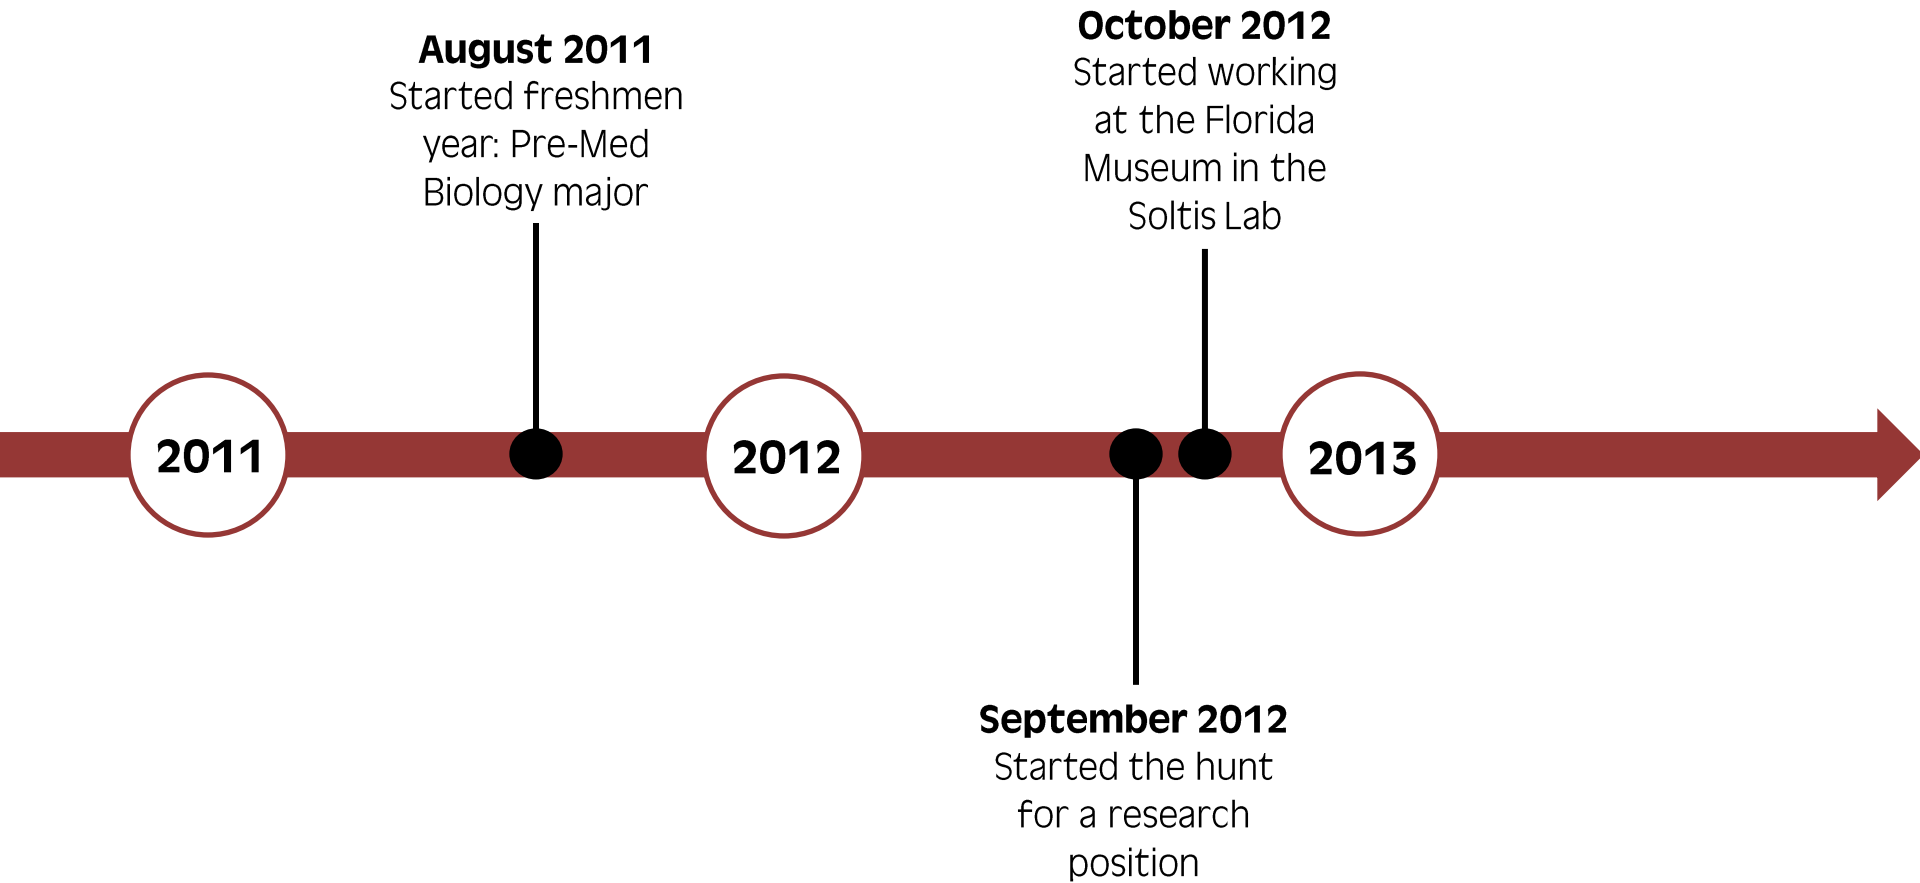 August 2011
Started freshmen
year: Pre-Med
Biology major
October 2012
Started working
at the Florida
Museum in the
Soltis Lab
2011
2012
2013
September 2012
Started the hunt
for a research
position